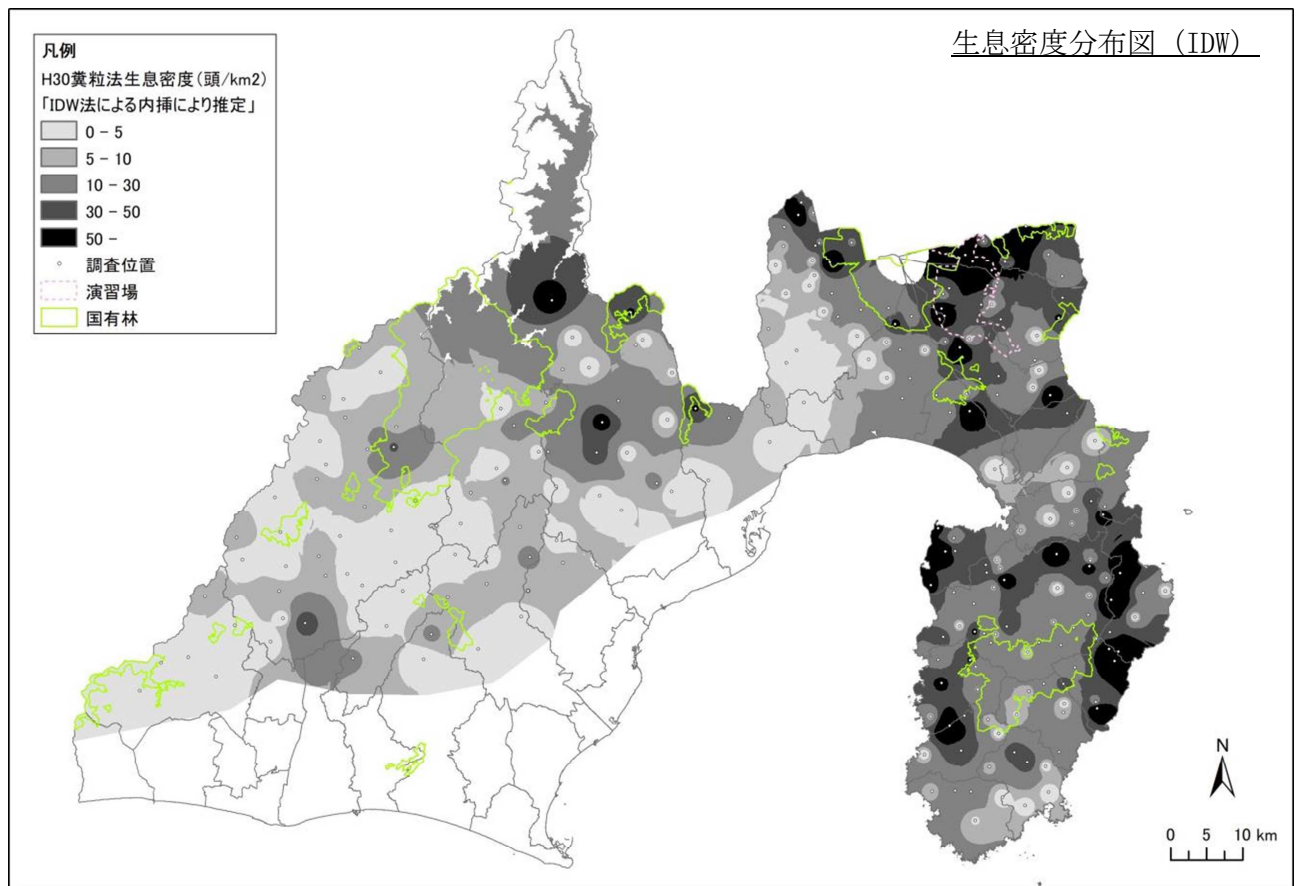 生息密度分布図 (IDW)
凡例
H30糞粒法生息密度(頭/km2)
「IDW法による内挿により推定」
0 - 5
5 - 10
10 - 30
30 - 50
50 -
調査位置
演習場
国有林
N
0 5 10 km